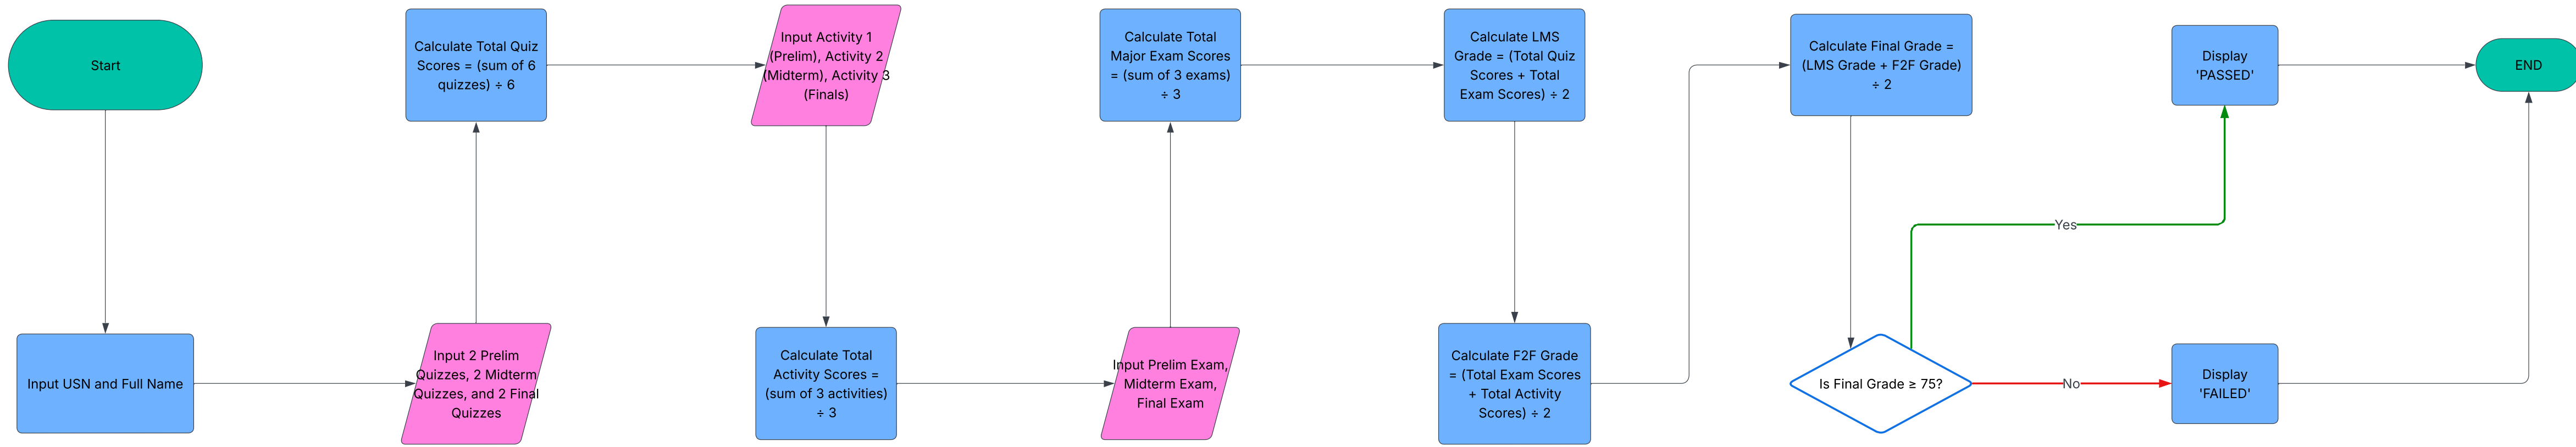 Start
Input USN and Full Name
Input 2 Prelim
Quizzes, 2 Midterm
Quizzes, and 2 Final
Quizzes
Calculate Total Quiz
Scores = (sum of 6
quizzes) ÷ 6
Input Activity 1
(Prelim), Activity 2
(Midterm), Activity 3
(Finals)
Calculate Total
Activity Scores =
(sum of 3 activities)
÷ 3
Input Prelim Exam,
Midterm Exam,
Final Exam
Calculate Total
Major Exam Scores
= (sum of 3 exams)
÷ 3
Calculate LMS
Grade = (Total Quiz
Scores + Total
Exam Scores) ÷ 2
Calculate F2F Grade
= (Total Exam Scores
+ Total Activity
Scores) ÷ 2
Calculate Final Grade =
(LMS Grade + F2F Grade)
÷ 2
Is Final Grade ≥ 75?
Yes
Display
'PASSED'
No
Display
'FAILED'
END